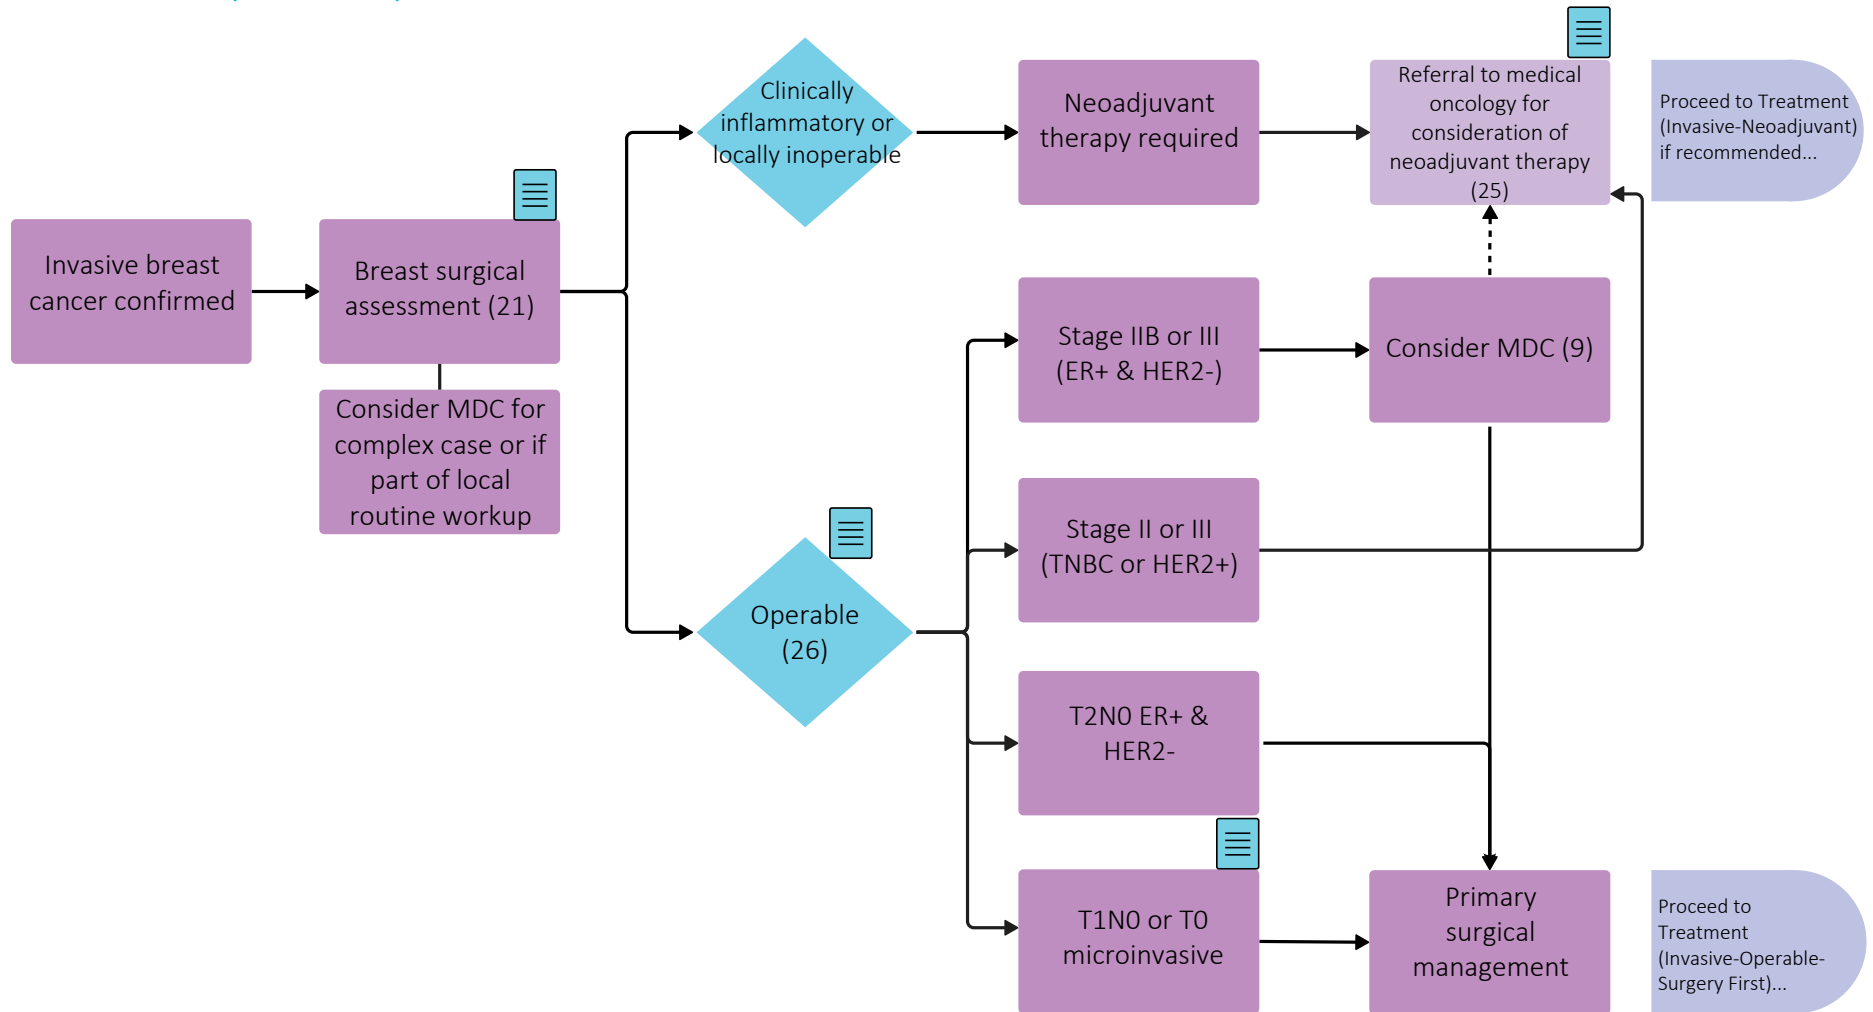 Clinically
inflammatory or
locally inoperable
Neoadjuvant
therapy required
Referral to medical
oncology for
consideration of
neoadjuvant therapy
(25)
Proceed to Treatment
(Invasive-Neoadjuvant)
if recommended...
Invasive breast
cancer confirmed
Breast surgical
assessment (21)
Consider MDC for
complex case or if
part of local
routine workup
Stage IIB or III
(ER+ & HER2-)
Consider MDC (9)
Stage II or III
(TNBC or HER2+)
Operable
(26)
T2N0 ER+ &
HER2-
T1N0 or T0
microinvasive
Primary
surgical
management
Proceed to
Treatment
(Invasive-Operable-
Surgery First)...